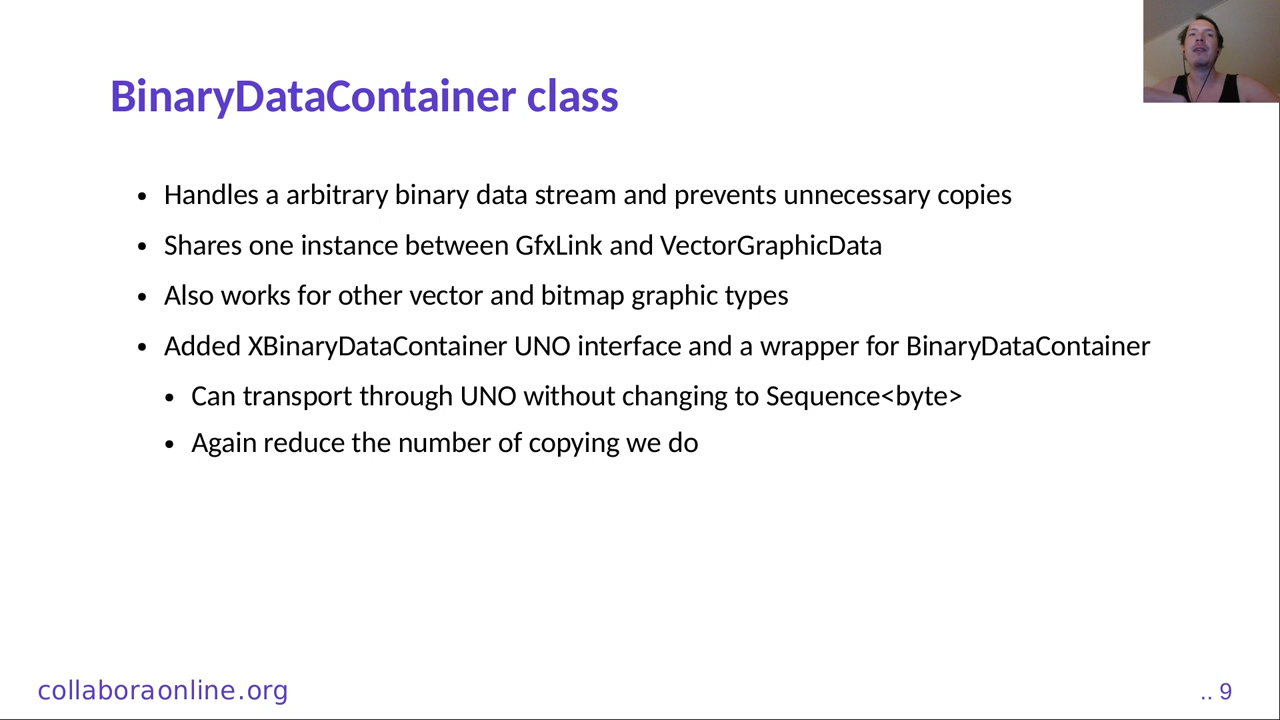 BinaryDataContainer class
• Handles a arbitrary binary data stream and prevents unnecessary copies
• Shares one instance between GfxLink and VectorGraphicData
• Also works for other vector and bitmap graphic types
• Added XBinaryDataContainer UNO interface and a wrapper for BinaryDataContainer
• Can transport through UNO without changing to Sequence<byte>
• Again reduce the number of copying we do
collaboraonline.org
.. 9